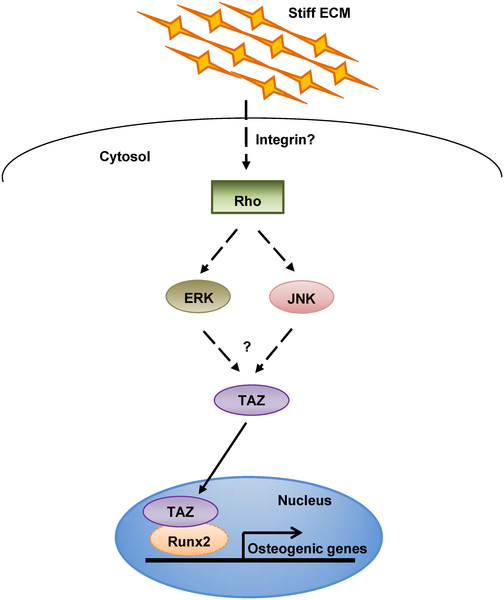 Stiff ECM
Integrin?
Cytosol
Rho
ERK
JNK
?
TAZ
Nucleus
TAZ
Runx2
Osteogenic genes